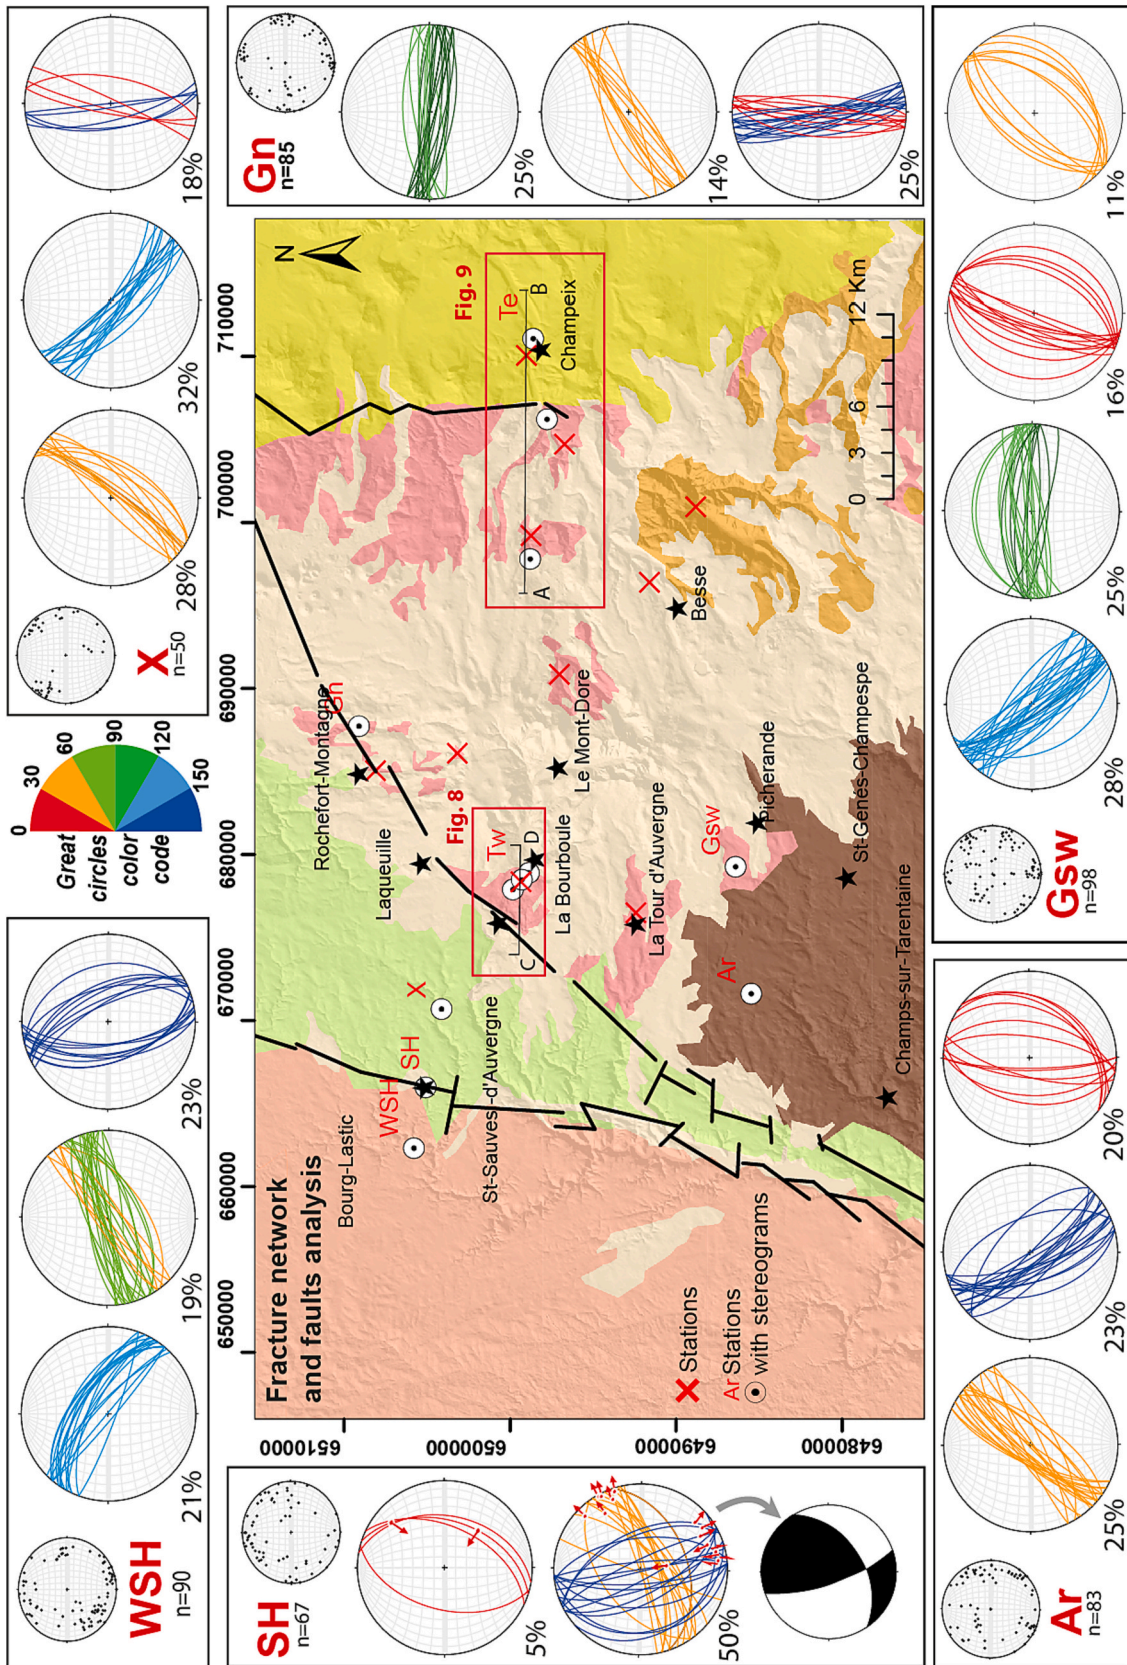 WSH
n=90
21%
19%
23%
Great
circles
color
code
0
30
60
90
120
150
X
n=50
28%
32%
18%
SH
n=67
5%
50%
Fracture network
and faults analysis
650000
660000
670000
680000
690000
700000
710000
6510000
6500000
6490000
6480000
N
Bourg-Lastic
WSH
SH
St-Sauves-d'Auvergne
Laqueuille
Rochefort-Montagne
Gn
Fig. 8
Tw
C
D
La Bourboule
Le Mont-Dore
La Tour d'Auvergne
Gsw
Picherande
Ar
St-Genès-Champespe
Champs-sur-Tarentaine
Besse
Fig. 9
Te
A
B
Champeix
0 3 6 12 Km
Stations
Ar Stations
with stereograms
Gn
n=85
25%
14%
25%
Ar
n=83
25%
23%
20%
Gsw
n=98
28%
25%
16%
11%